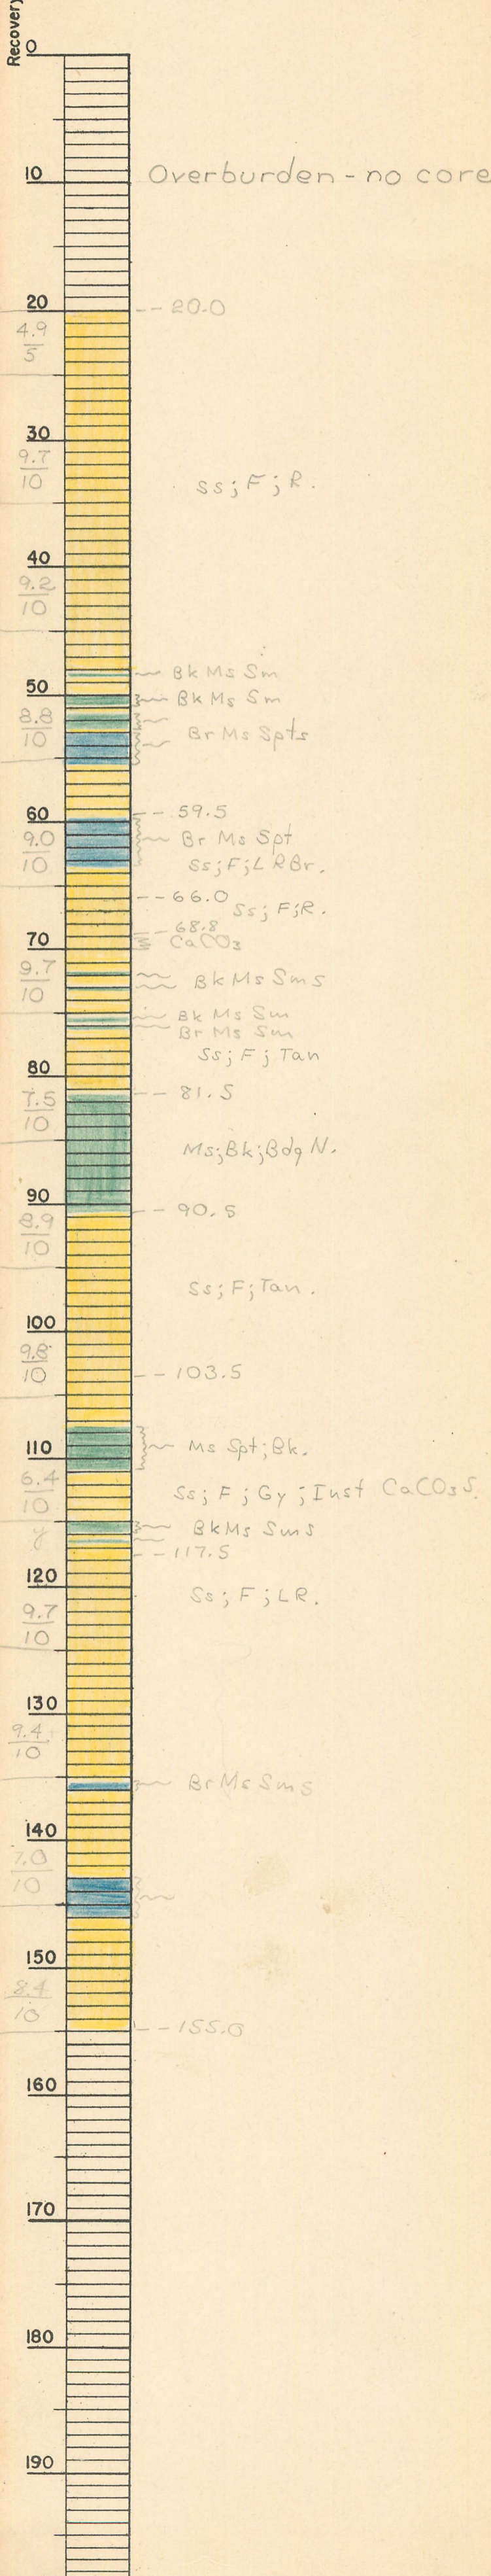 Recovery
0
10 Overburden - no core
20 -- 20.0
4.9
5
30
9.7
10
Ss; F; R.
40
9.2
10
Bk Ms Sm
50
Bk Ms Sm
8.8
10
Br Ms Spts
60 -- 59.5
9.0
10
Br Ms Spt
Ss; F; L RBr.
-- 66.0
Ss; F; R.
-- 68.8
70 CaCO3
9.7
10
Bk Ms Sms
Bk Ms Sm
Br Ms Sm
Ss; F; Tan
80
-- 81.5
7.5
10
Ms; Bk; Bdg N.
90
-- 90.5
8.9
10
Ss; F; Tan.
100
9.8
10
-- 103.5
110 Ms Spt; Bk.
6.4
10
Ss; F; Gy; Inst CaCO3 S.
Bk Ms Sms
-- 117.5
120
Ss; F; LR.
9.7
10
130
9.4
10
Br Ms Sms
140
7.0
10
150
8.4
10
-- 155.0
160
170
180
190